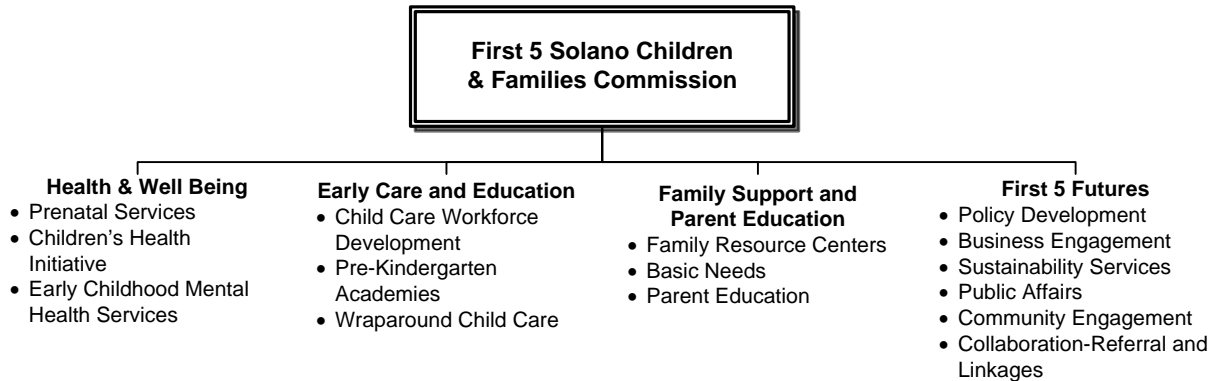 First 5 Solano Children
& Families Commission
Health & Well Being
• Prenatal Services
• Children’s Health
Initiative
• Early Childhood Mental
Health Services
Early Care and Education
• Child Care Workforce
Development
• Pre-Kindergarten
Academies
• Wraparound Child Care
Family Support and
Parent Education
• Family Resource Centers
• Basic Needs
• Parent Education
First 5 Futures
• Policy Development
• Business Engagement
• Sustainability Services
• Public Affairs
• Community Engagement
• Collaboration-Referral and
Linkages